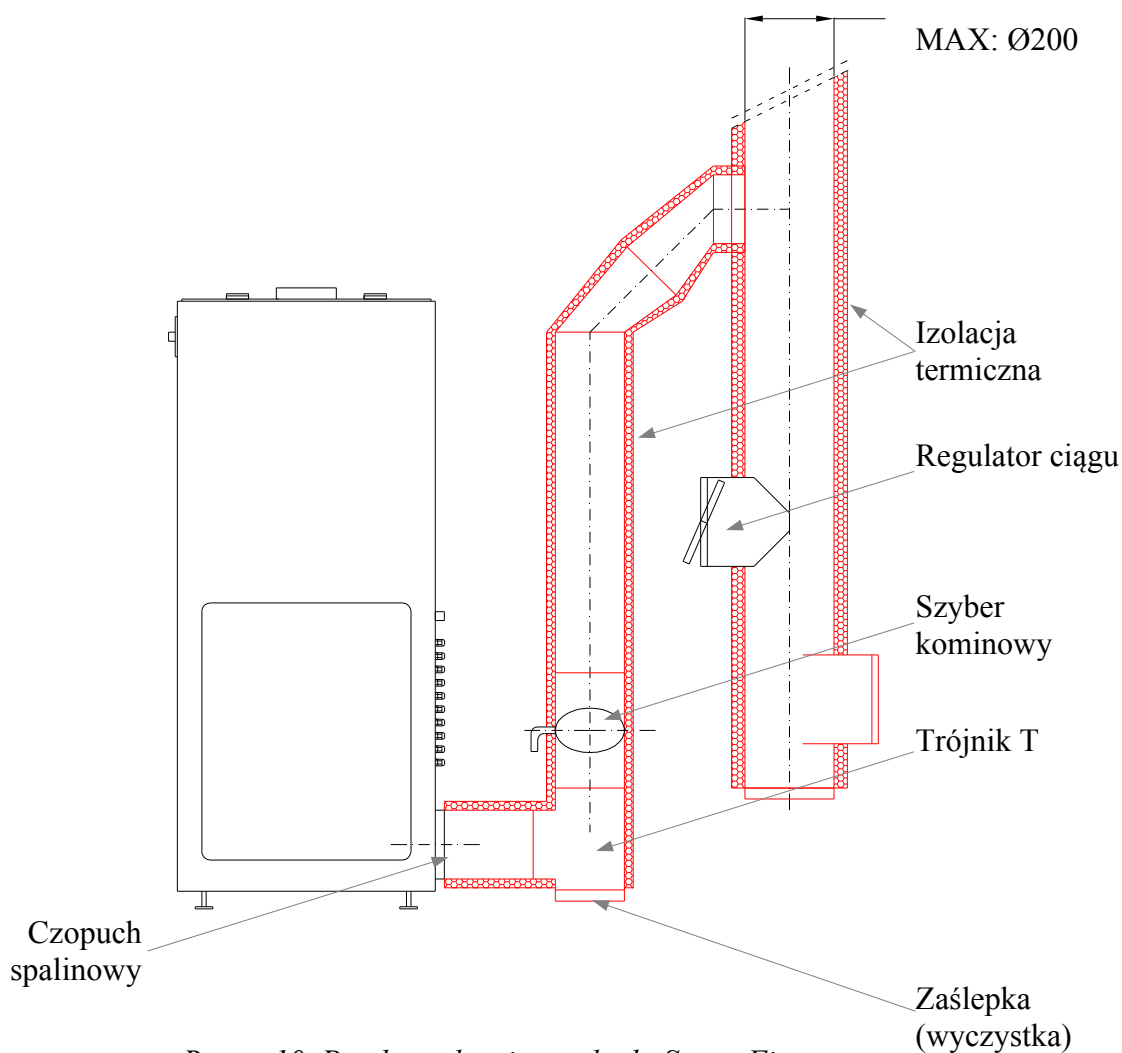 MAX: Ø200
Izolacja
termiczna
Regulator ciągu
Szyber
kominowy
Trójnik T
Czopuch
spalinowy
Zaślepka
(wyczystka)